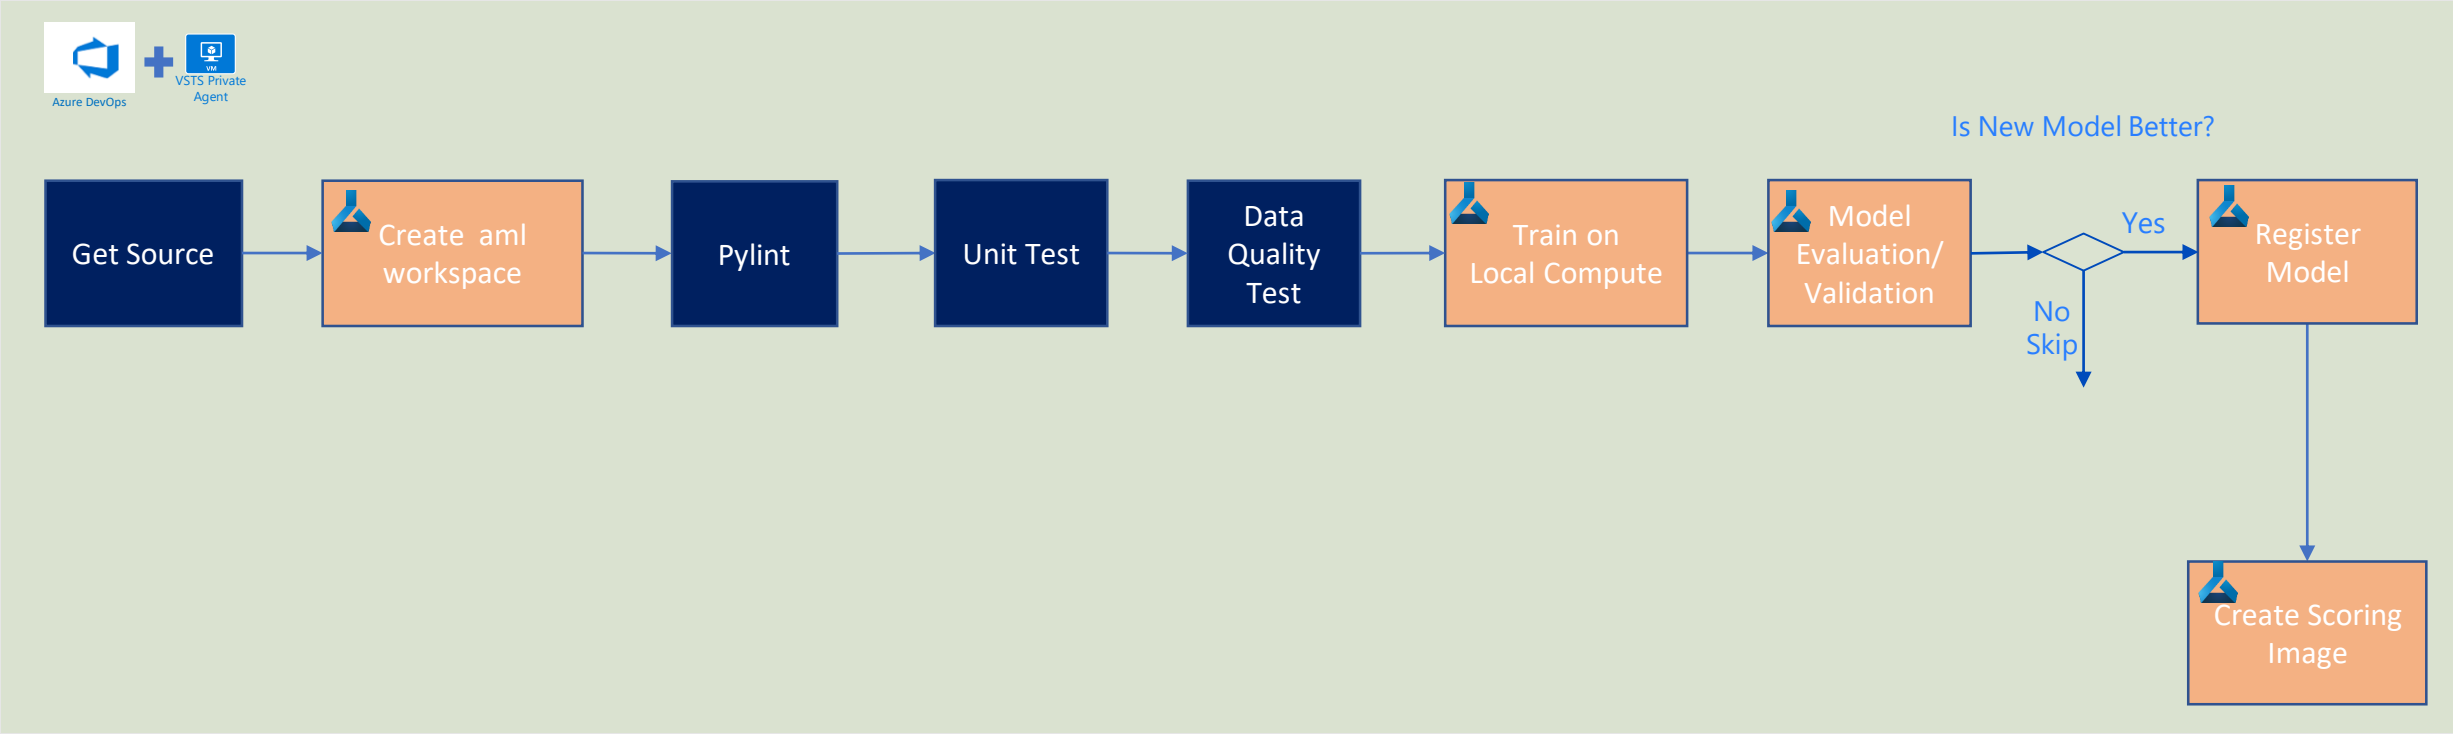 VM
VSTS Private
Agent
Azure DevOps
Is New Model Better?
Get Source
Create aml
workspace
Pylint
Unit Test
Data
Quality
Test
Train on
Local Compute
Model
Evaluation/
Validation
Yes
No
Skip
Register
Model
Create Scoring
Image